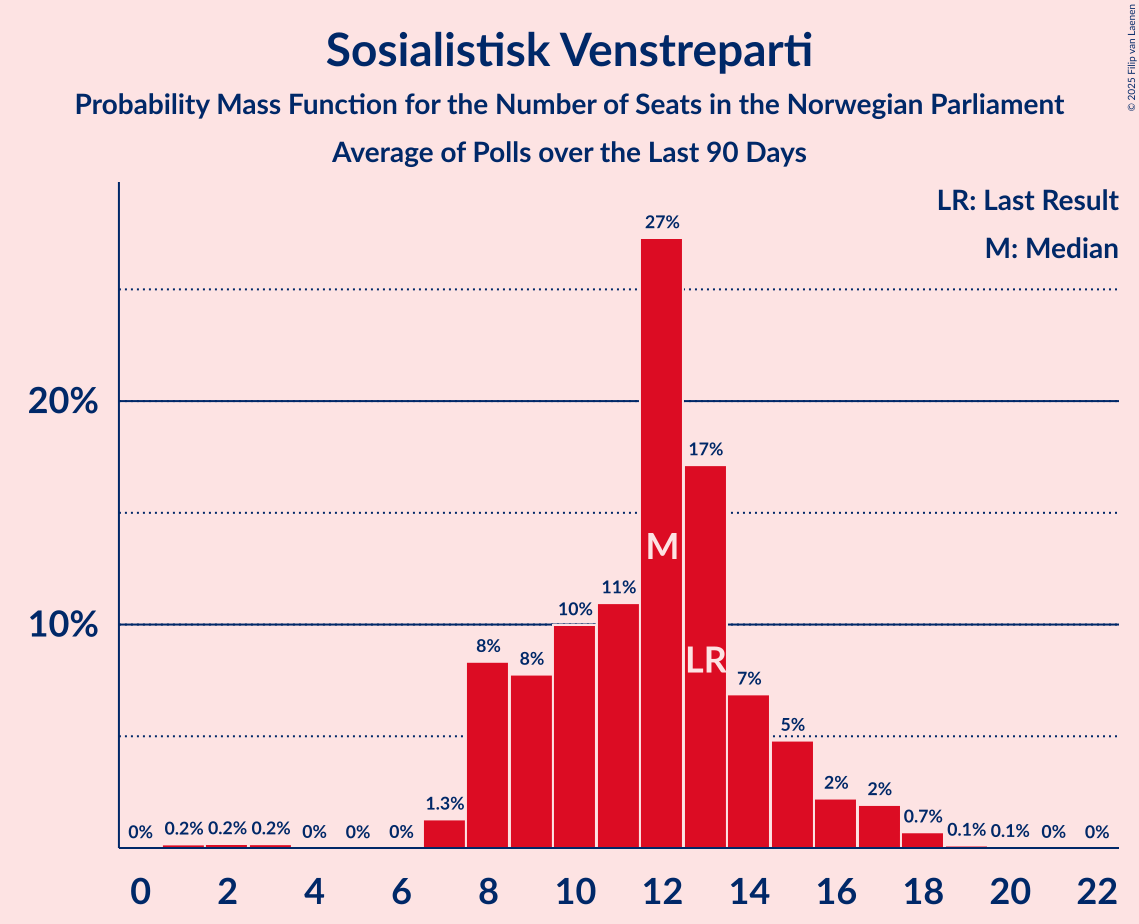 Sosialistisk Venstreparti
Probability Mass Function for the Number of Seats in the Norwegian Parliament
Average of Polls over the Last 90 Days
© 2025 Filip van Laenen
LR: Last Result
M: Median
27%
20%
17%
M
11%
10%
10%
LR
8%
8%
7%
5%
1.3%
2%
2%
0.7%
0%
0.2%
0.2%
0.2%
0%
0%
0%
0.1%
0.1%
0%
0%
0 2 4 6 8 10 12 14 16 18 20 22